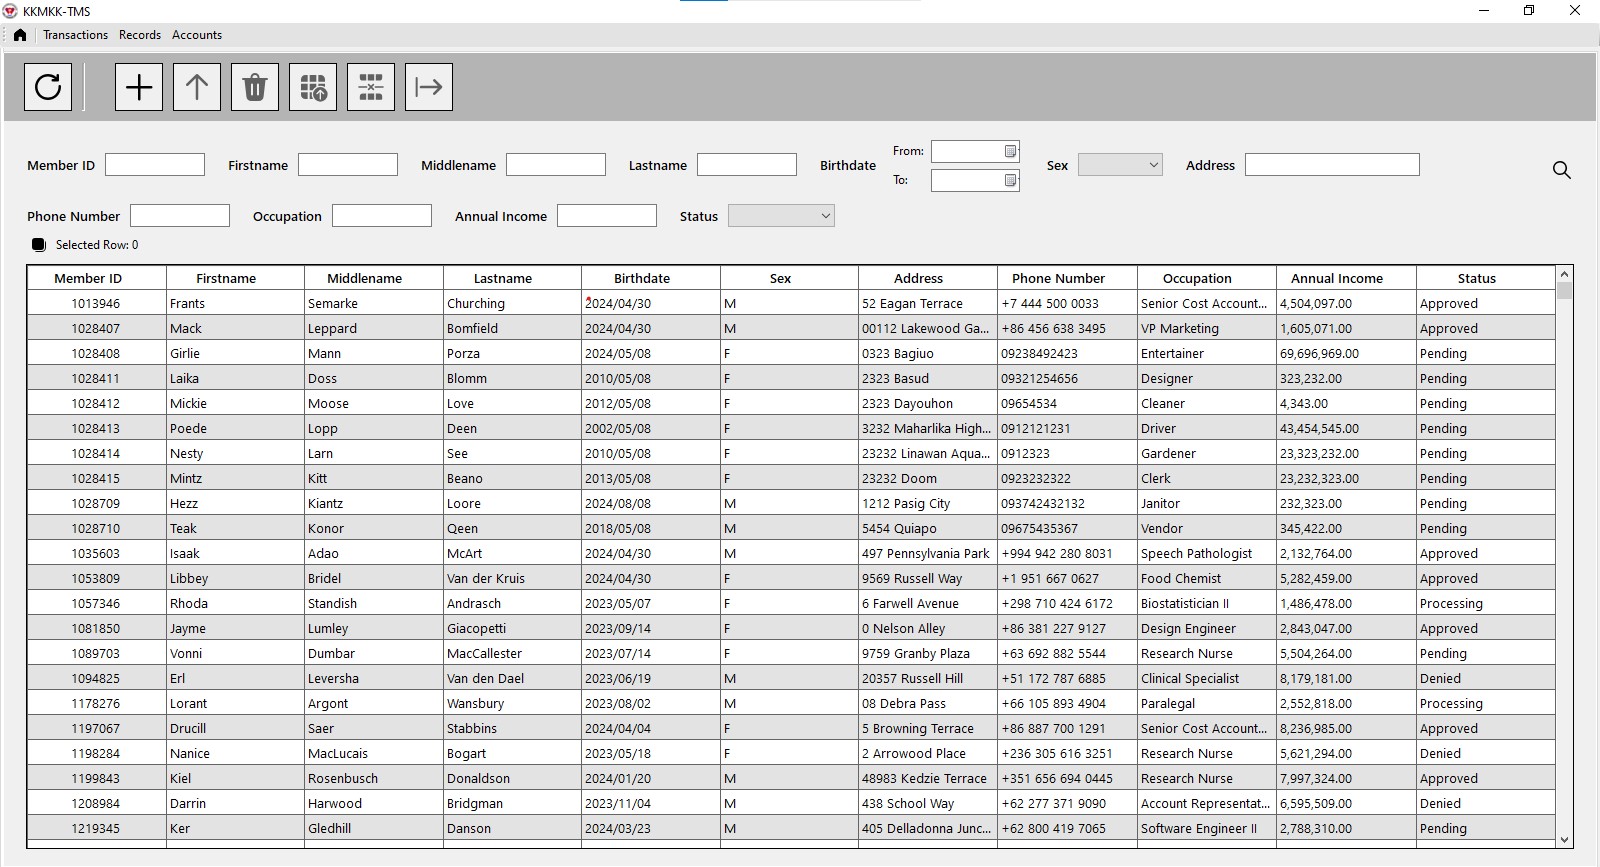 KKMKK-TMS
Transactions Records Accounts
Member ID Firstname Middlename Lastname Birthdate From: To: Sex Address
Phone Number Occupation Annual Income Status
Selected Row: 0
Member ID Firstname Middlename Lastname Birthdate Sex Address Phone Number Occupation Annual Income Status
1013946 Frants Semarke Churching 2024/04/30 M 52 Eagan Terrace +7 444 500 0033 Senior Cost Account... 4,504,097.00 Approved
1028407 Mack Leppard Bomfield 2024/04/30 M 00112 Lakewood Ga... +86 456 638 3495 VP Marketing 1,605,071.00 Approved
1028408 Girlie Mann Porza 2024/05/08 F 0323 Bagiuo 09238492423 Entertainer 69,696,969.00 Pending
1028411 Laika Doss Blomm 2010/05/08 F 2323 Basud 09321254656 Designer 323,232.00 Pending
1028412 Mickie Moose Love 2012/05/08 F 2323 Dayouhon 09654534 Cleaner 4,343.00 Pending
1028413 Poede Lopp Deen 2002/05/08 F 3232 Maharlika High... 0912121231 Driver 43,454,545.00 Pending
1028414 Nesty Larn See 2010/05/08 F 23232 Linawan Aqua... 0912323 Gardener 23,323,232.00 Pending
1028415 Mintz Kitt Beano 2013/05/08 F 23232 Doom 0923232322 Clerk 23,232,323.00 Pending
1028709 Hezz Kiantz Loore 2024/08/08 M 1212 Pasig City 093742432132 Janitor 232,323.00 Pending
1028710 Teak Konor Qeen 2018/05/08 M 5454 Quiapo 09675435367 Vendor 345,422.00 Pending
1035603 Isaak Adao McArt 2024/04/30 M 497 Pennsylvania Park +994 942 280 8031 Speech Pathologist 2,132,764.00 Approved
1053809 Libbey Bridel Van der Kruis 2024/04/30 F 9569 Russell Way +1 951 667 0627 Food Chemist 5,282,459.00 Approved
1057346 Rhoda Standish Andrasch 2023/05/07 F 6 Farwell Avenue +298 710 424 6172 Biostatistician II 1,486,478.00 Processing
1081850 Jayme Lumley Giacopetti 2023/09/14 F 0 Nelson Alley +86 381 227 9127 Design Engineer 2,843,047.00 Approved
1089703 Vonni Dumbar MacCallester 2023/07/14 F 9759 Granby Plaza +63 692 882 5544 Research Nurse 5,504,264.00 Pending
1094825 Erl Leversha Van den Dael 2023/06/19 M 20357 Russell Hill +51 172 787 6885 Clinical Specialist 8,179,181.00 Denied
1178276 Lorant Argont Wansbury 2023/08/02 M 08 Debra Pass +66 105 893 4904 Paralegal 2,552,818.00 Processing
1197067 Drucill Saer Stabbins 2024/04/04 F 5 Browning Terrace +86 887 700 1291 Senior Cost Account... 8,236,985.00 Approved
1198284 Nanice MacLucais Bogart 2023/05/18 F 2 Arrowood Place +236 305 616 3251 Research Nurse 5,621,294.00 Denied
1199843 Kiel Rosenbusch Donaldson 2024/01/20 M 48983 Kedzie Terrace +351 656 694 0445 Research Nurse 7,997,324.00 Approved
1208984 Darrin Harwood Bridgman 2023/11/04 M 438 School Way +62 277 371 9090 Account Representat... 6,595,509.00 Denied
1219345 Ker Gledhill Danson 2024/03/23 M 405 Delladonna Junc... +62 800 419 7065 Software Engineer II 2,788,310.00 Pending